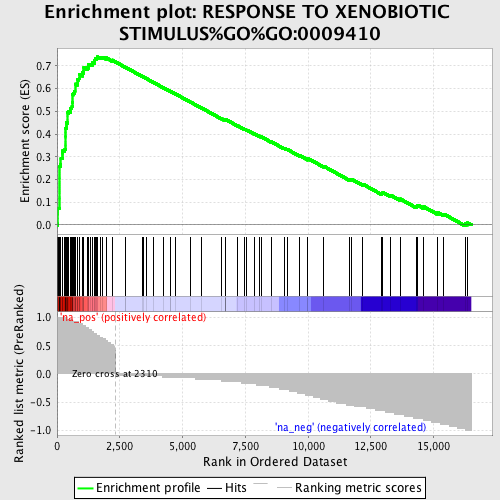 Enrichment plot: RESPONSE TO XENOBIOTIC
STIMULUS%GO%GO:0009410
Enrichment score (ES)
0.7
0.6
0.5
0.4
0.3
0.2
0.1
0.0
'na_pos' (positively correlated)
Zero cross at 2310
'na_neg' (negatively correlated)
Ranked list metric (PreRanked)
1.0
0.5
0.0
-0.5
-1.0
0
2,500
5,000
7,500
10,000
12,500
15,000
Rank in Ordered Dataset
Enrichment profile
Hits
Ranking metric scores